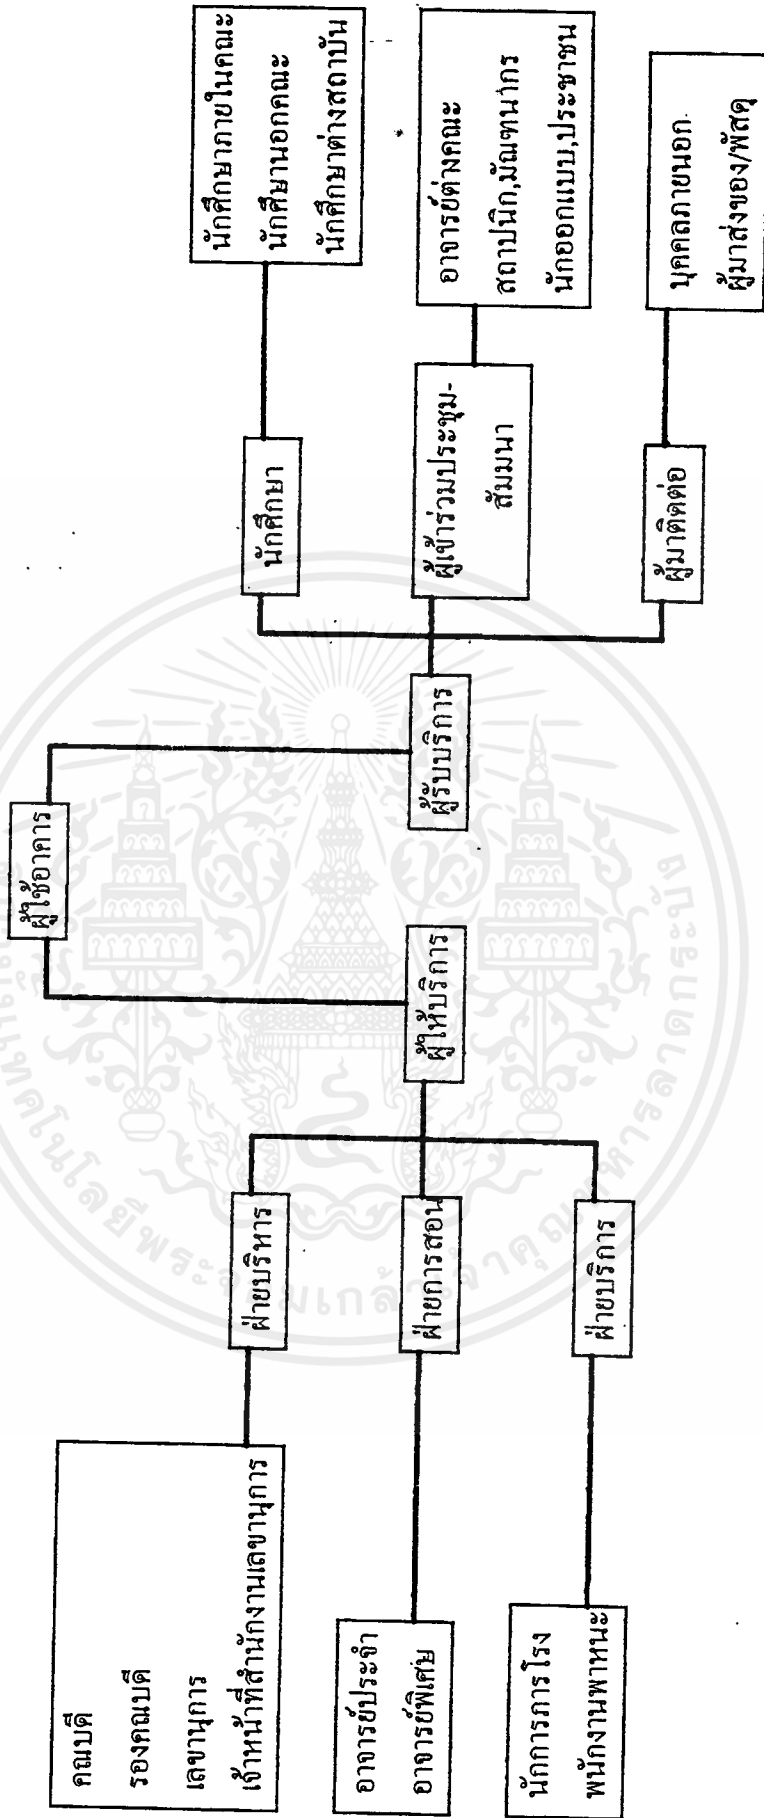 ผู้ใช้อาคาร
ผู้ให้บริการ
ผู้รับบริการ
ฝ่ายบริหาร
ฝ่ายการสอน
ฝ่ายบริการ
คณบดี
รองคณบดี
เลขานุการ
เจ้าหน้าที่สำนักงานเลขานุการ
อาจารย์ประจำ
อาจารย์พิเศษ
นักการภารโรง
พนักงานพาหนะ
นักศึกษา
ผู้เข้าร่วมประชุม-
สัมมนา
ผู้มาติดต่อ
นักศึกษาภายในคณะ
นักศึษานอกคณะ
นักศึกษาต่างสถาบัน
อาจารย์ต่างคณะ
สถาปนิก,มัณฑนากร
นักออกแบบ,ประชาชน
บุคคลภายนอก
ผู้มาส่งของ/พัสดุ